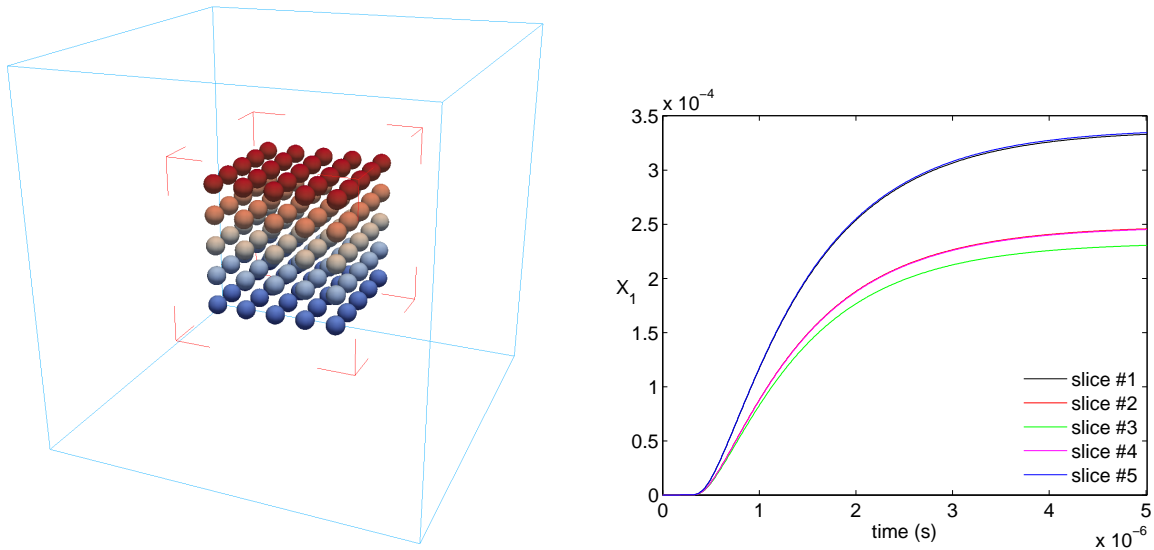 x 10⁻⁴
3.5
3
2.5
2
1.5
1
0.5
0
X₁
slice #1
slice #2
slice #3
slice #4
slice #5
0 1 2 3 4 5
time (s)
x 10⁻⁶